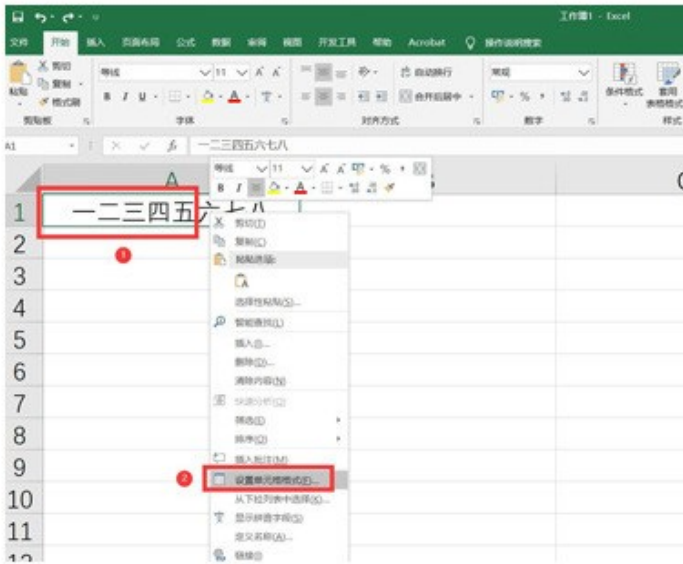 工作簿1 - Excel
文件 开始 插入 页面布局 公式 数据 审阅 视图 开发工具 帮助 Acrobat 操作说明搜索
剪切
复制
粘贴
格式刷
等线 11 A A
自动换行
常规
B I U A
合并后居中
% ,
条件格式 套用
表格格式
剪贴板 字体 对齐方式 数字 样式
A1 fx 一二三四五六七八
等线 11 A A % ,
B I A
A
1 一二三四五六七八
1
2
3
4
5
6
7
8
9
10
11
12
剪切(T)
复制(C)
粘贴选项:
选择性粘贴(S)...
智能查找(L)
插入(I)...
删除(D)...
清除内容(N)
快速分析(Q)
筛选(E)
排序(O)
插入批注(M)
2 设置单元格格式(F)...
从下拉列表中选择(K)...
显示拼音字段(S)
定义名称(A)...
链接(I)